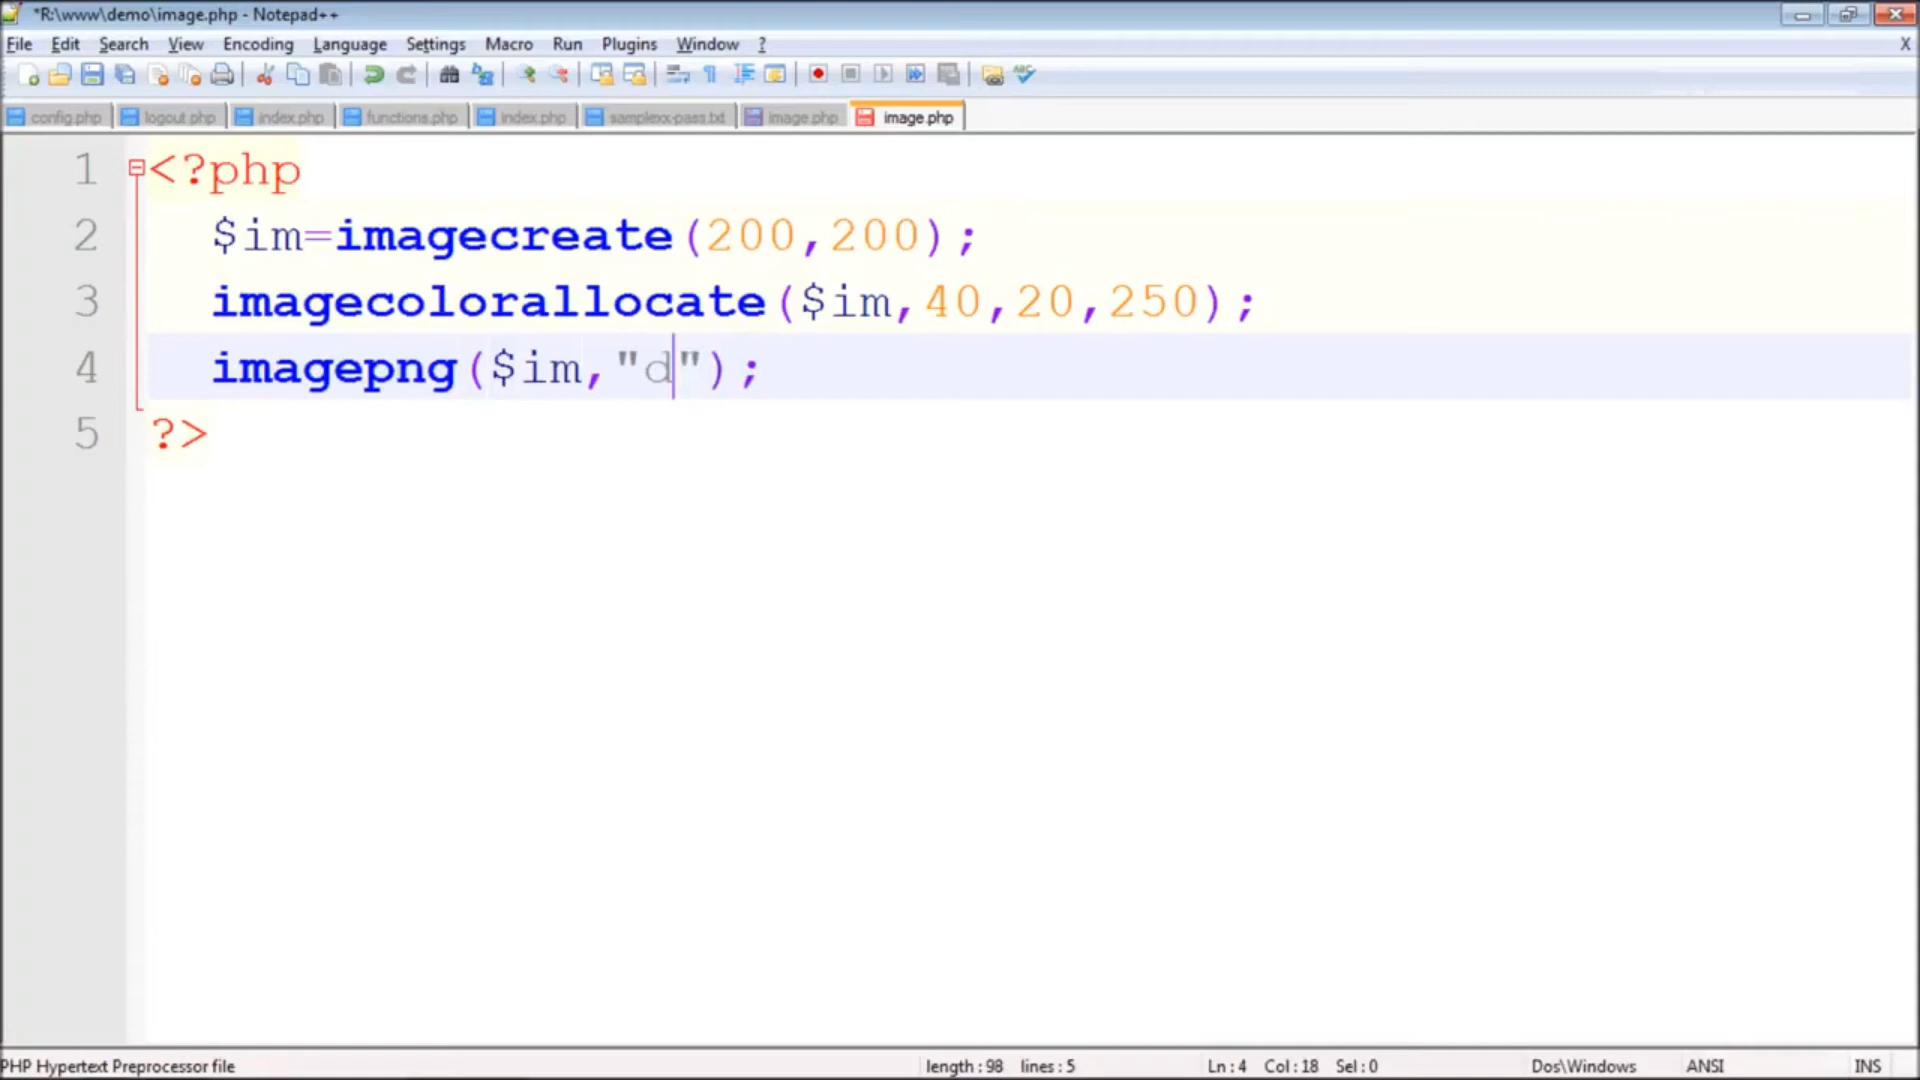 *R:\www\demo\image.php - Notepad++
File Edit Search View Encoding Language Settings Macro Run Plugins Window ? X
config.php logout.php index.php functions.php index.php samplexx-pass.txt image.php image.php
1 <?php
2 $im=imagecreate(200,200);
3 imagecolorallocate($im,40,20,250);
4 imagepng($im,"d");
5 ?>
PHP Hypertext Preprocessor file length : 98 lines : 5 Ln : 4 Col : 18 Sel : 0 Dos\Windows ANSI INS